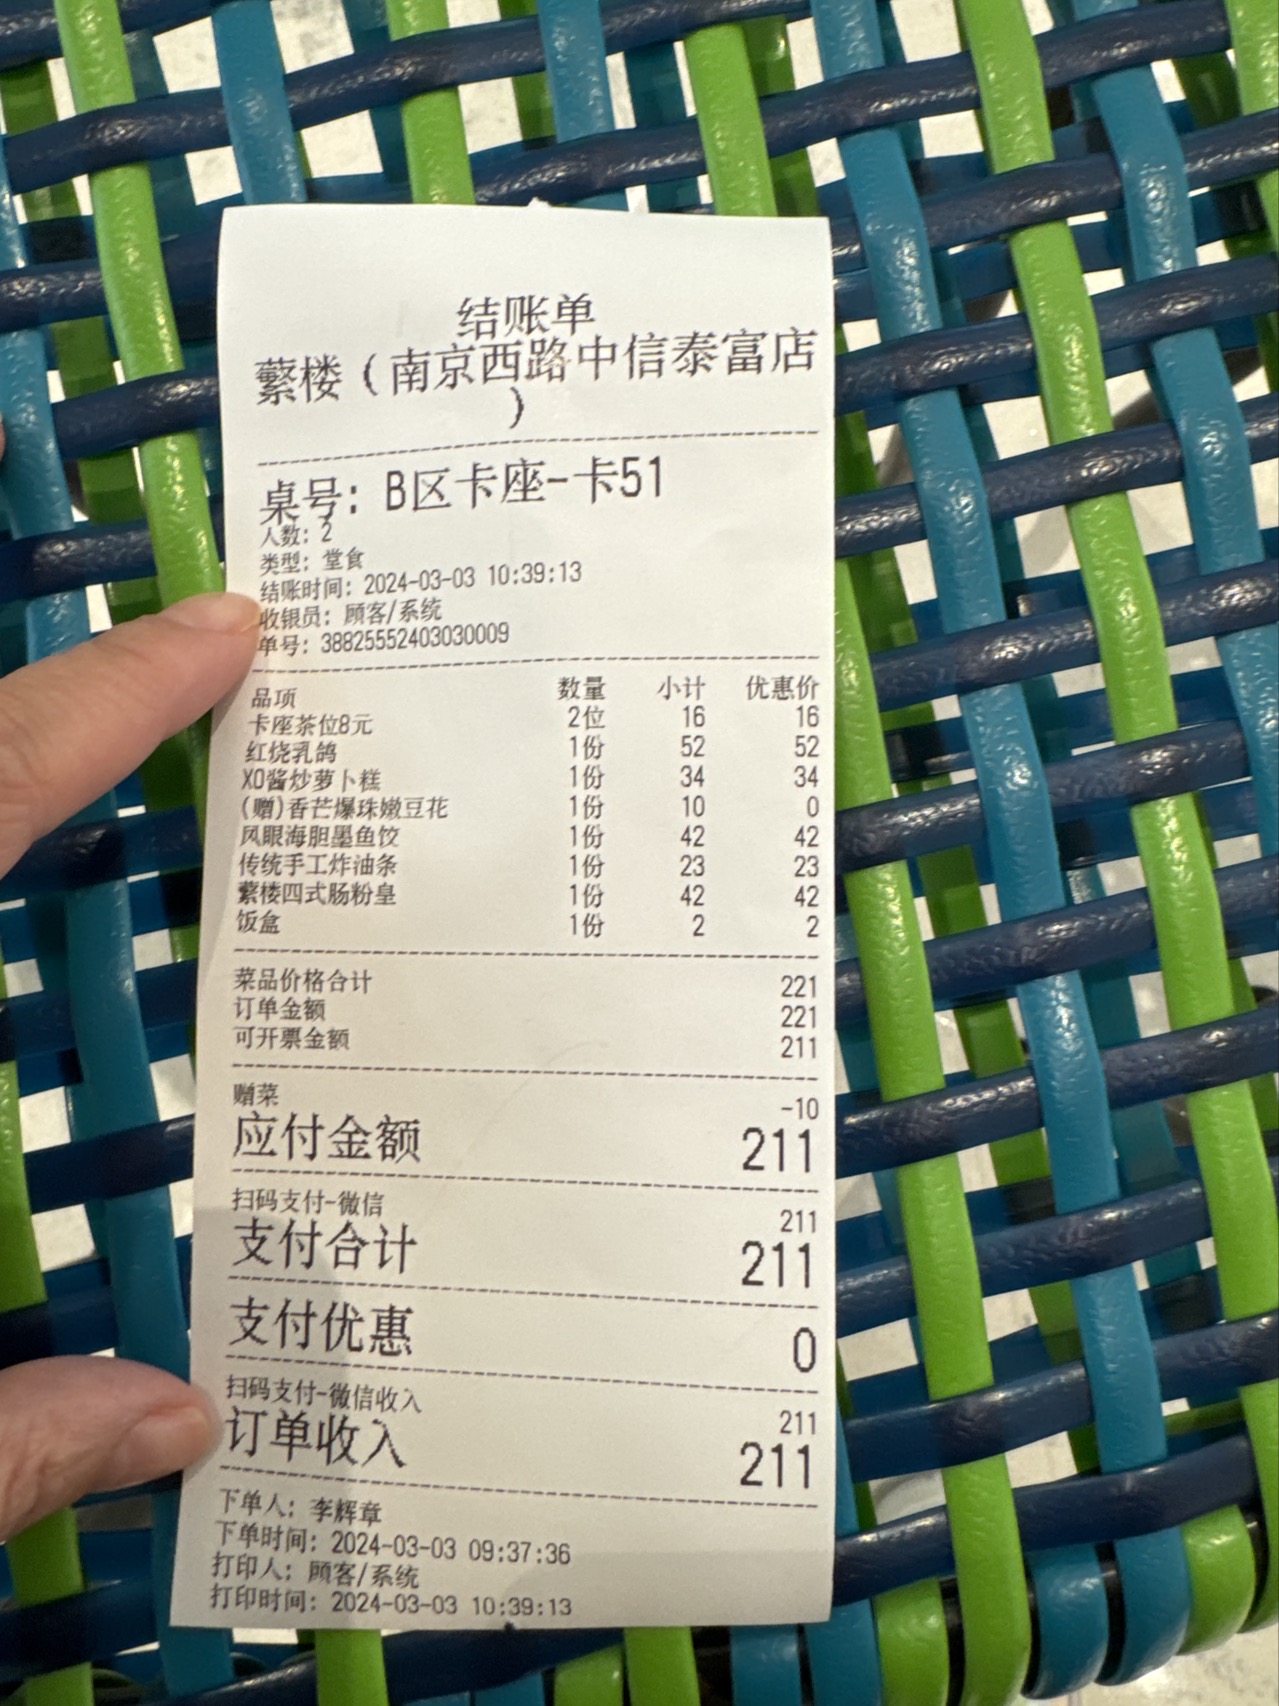 结账单
蘩楼（南京西路中信泰富店
）
桌号：B区卡座-卡51
人数：2
类型：堂食
结账时间：2024-03-03 10:39:13
收银员：顾客/系统
单号：38825552403030009
品项 数量 小计 优惠价
卡座茶位8元 2位 16 16
红烧乳鸽 1份 52 52
XO酱炒萝卜糕 1份 34 34
(赠)香芒爆珠嫩豆花 1份 10 0
凤眼海胆墨鱼饺 1份 42 42
传统手工炸油条 1份 23 23
蘩楼四式肠粉皇 1份 42 42
饭盒 1份 2 2
菜品价格合计 221
订单金额 221
可开票金额 211
赠菜 -10
应付金额 211
扫码支付-微信 211
支付合计 211
支付优惠 0
扫码支付-微信收入 211
订单收入 211
下单人：李辉章
下单时间：2024-03-03 09:37:36
打印人：顾客/系统
打印时间：2024-03-03 10:39:13